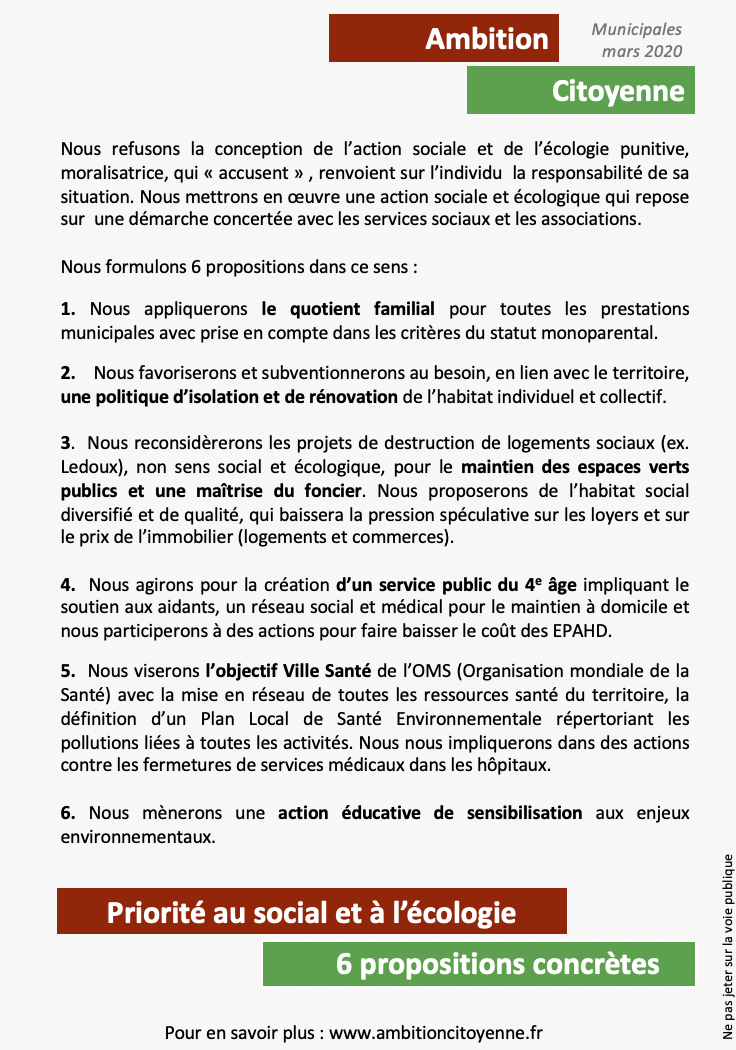 Ambition
Municipales
mars 2020
Citoyenne
Nous refusons la conception de l’action sociale et de l’écologie punitive,
moralisatrice, qui « accusent » , renvoient sur l’individu la responsabilité de sa
situation. Nous mettrons en œuvre une action sociale et écologique qui repose
sur une démarche concertée avec les services sociaux et les associations.
Nous formulons 6 propositions dans ce sens :
1. Nous appliquerons le quotient familial pour toutes les prestations
municipales avec prise en compte dans les critères du statut monoparental.
2. Nous favoriserons et subventionnerons au besoin, en lien avec le territoire,
une politique d’isolation et de rénovation de l’habitat individuel et collectif.
3. Nous reconsidèrerons les projets de destruction de logements sociaux (ex.
Ledoux), non sens social et écologique, pour le maintien des espaces verts
publics et une maîtrise du foncier. Nous proposerons de l’habitat social
diversifié et de qualité, qui baissera la pression spéculative sur les loyers et sur
le prix de l’immobilier (logements et commerces).
4. Nous agirons pour la création d’un service public du 4e âge impliquant le
soutien aux aidants, un réseau social et médical pour le maintien à domicile et
nous participerons à des actions pour faire baisser le coût des EPAHD.
5. Nous viserons l’objectif Ville Santé de l’OMS (Organisation mondiale de la
Santé) avec la mise en réseau de toutes les ressources santé du territoire, la
définition d’un Plan Local de Santé Environnementale répertoriant les
pollutions liées à toutes les activités. Nous nous impliquerons dans des actions
contre les fermetures de services médicaux dans les hôpitaux.
6. Nous mènerons une action éducative de sensibilisation aux enjeux
environnementaux.
Priorité au social et à l’écologie
6 propositions concrètes
Pour en savoir plus : www.ambitioncitoyenne.fr
Ne pas jeter sur la voie publique